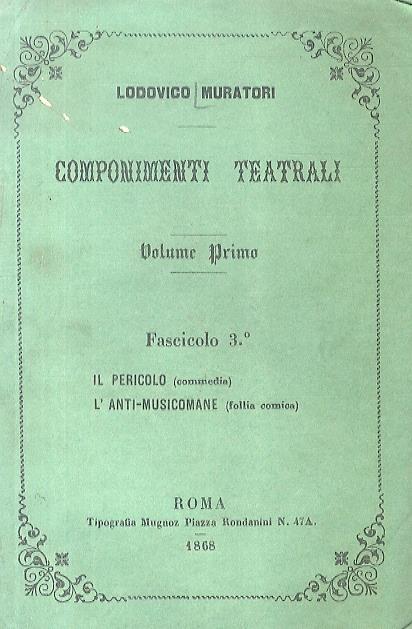 LODOVICO MURATORI
COMPONIMENTI TEATRALI
Volume Primo
Fascicolo 3.°
IL PERICOLO (commedia)
L' ANTI-MUSICOMANE (follia comica)
ROMA
Tipografia Mugnoz Piazza Rondanini N. 47A.
1868